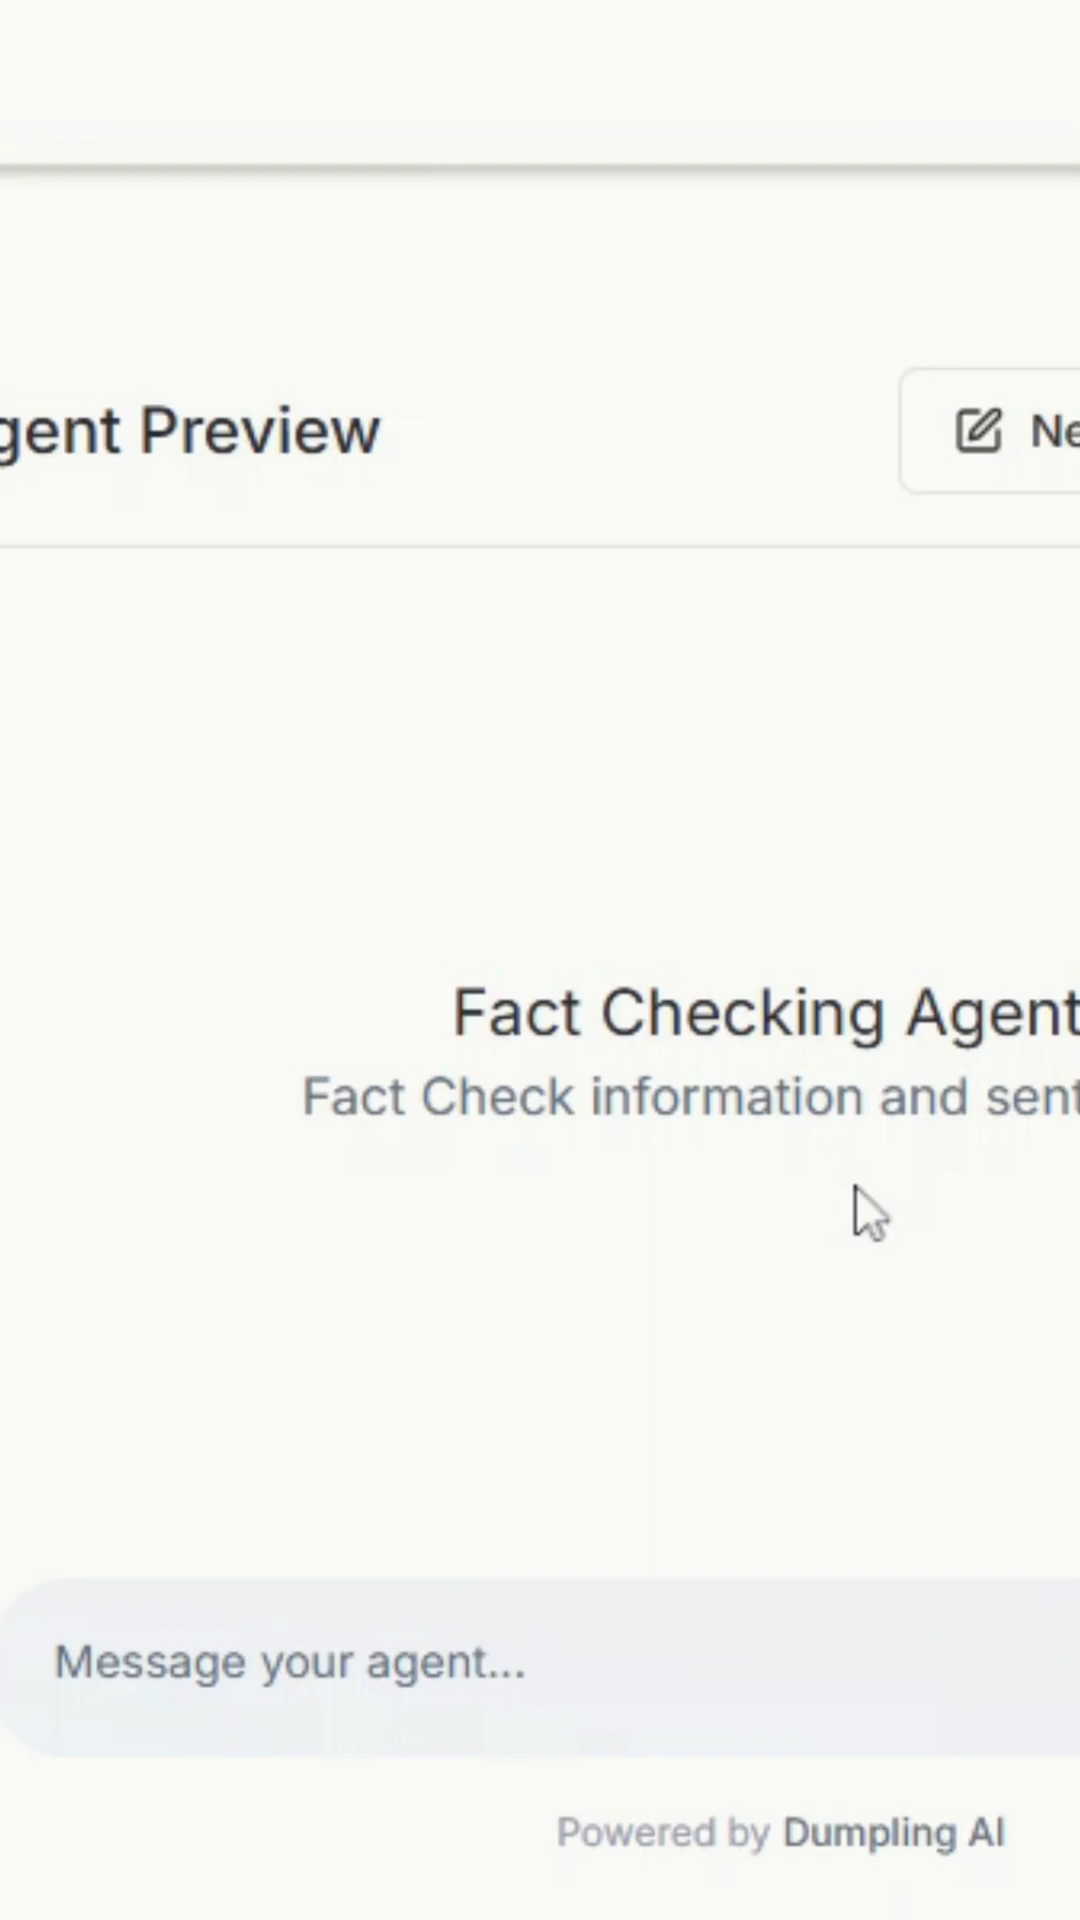 gent Preview
Ne
Fact Checking Agent
Fact Check information and sent
Message your agent...
Powered by Dumpling AI